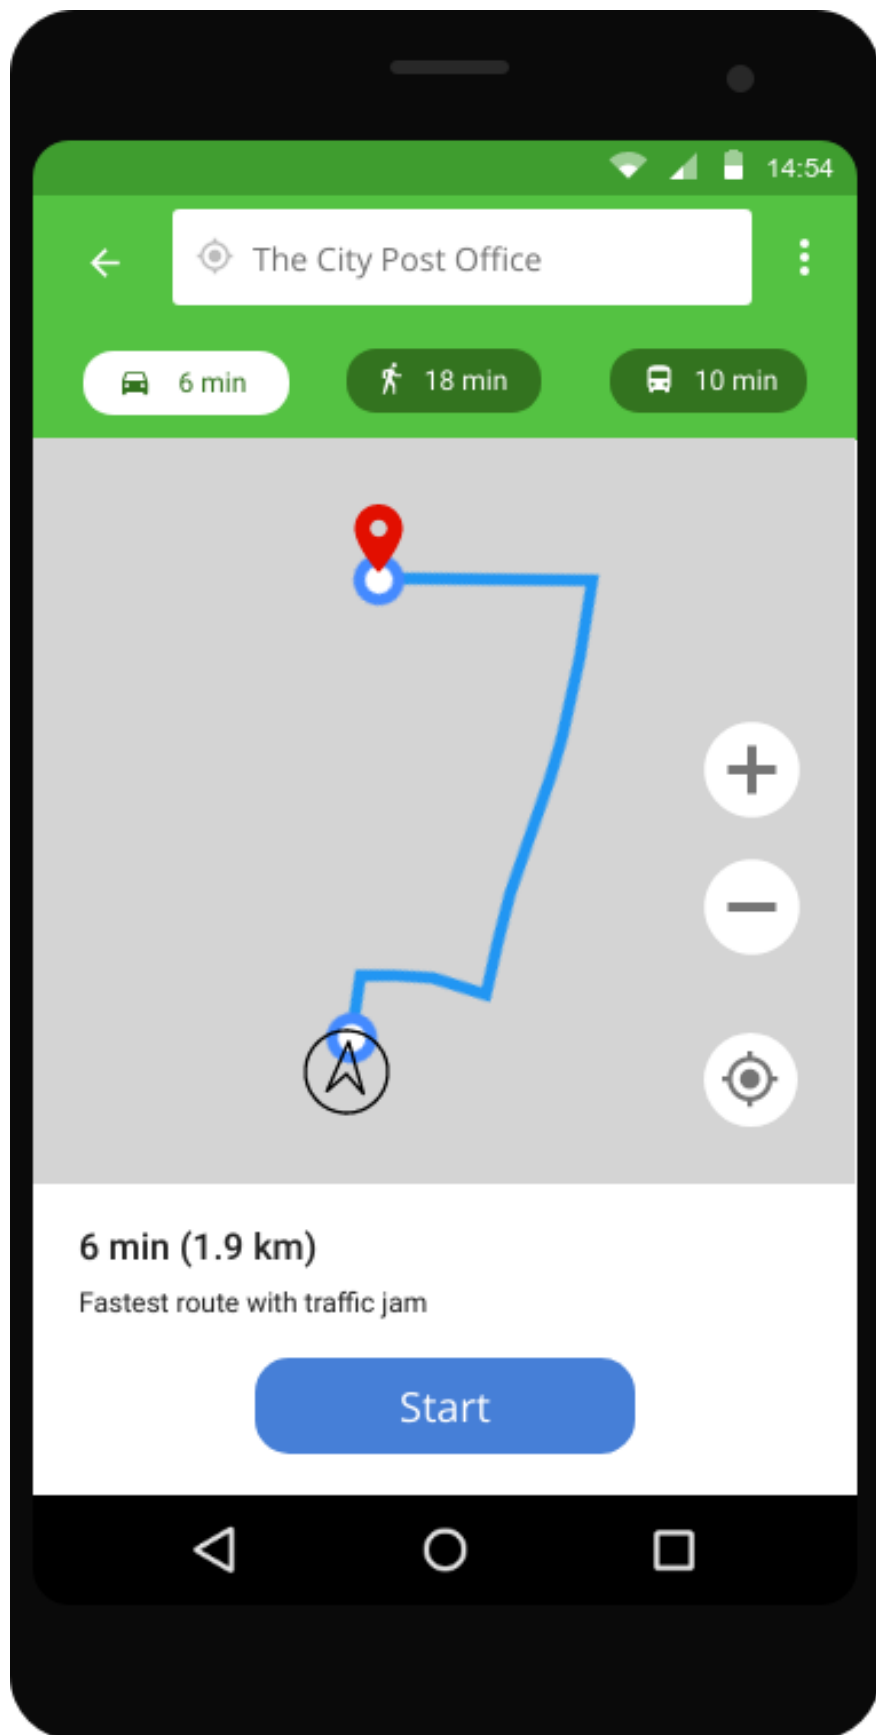 14:54
The City Post Office
6 min 18 min 10 min
6 min (1.9 km)
Fastest route with traffic jam
Start